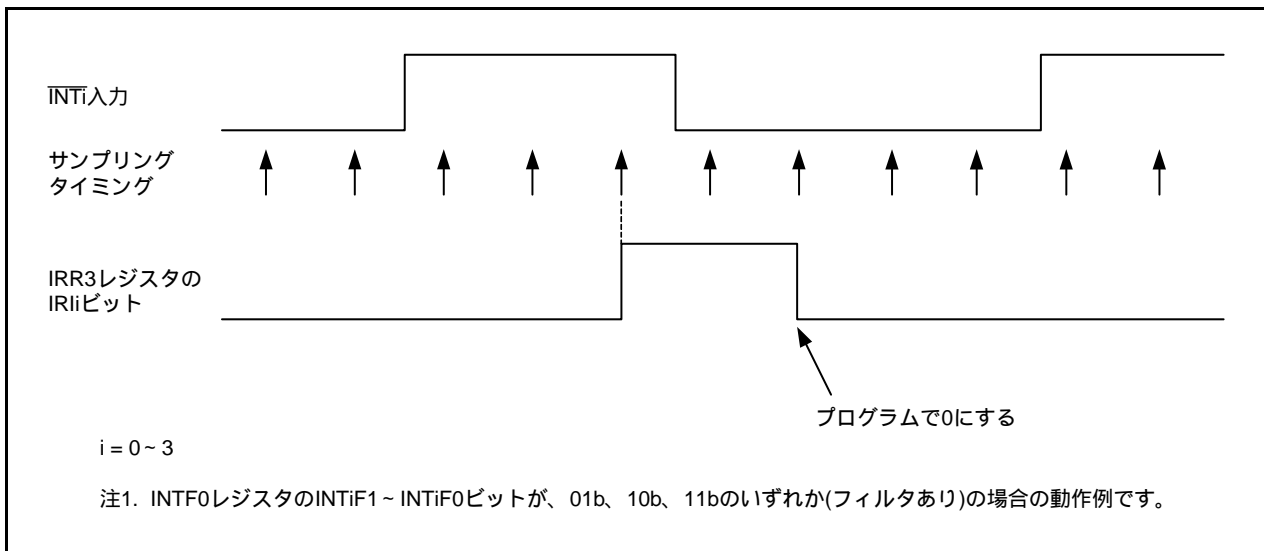 INTi入力
サンプリング
タイミング
IRR3レジスタの
IRIiビット
プログラムで0にする
i = 0~3
注1. INTF0レジスタのINTiF1~INTiF0ビットが、01b、10b、11bのいずれか(フィルタあり)の場合の動作例です。